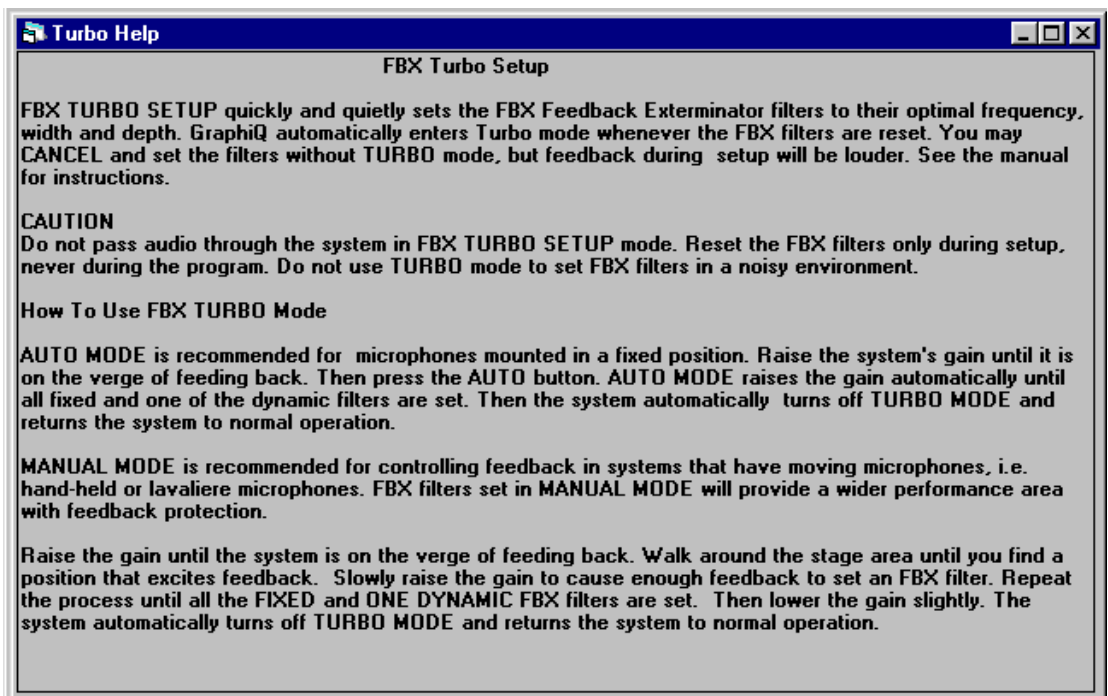 Turbo Help
FBX Turbo Setup
FBX TURBO SETUP quickly and quietly sets the FBX Feedback Exterminator filters to their optimal frequency,
width and depth. GraphiQ automatically enters Turbo mode whenever the FBX filters are reset. You may
CANCEL and set the filters without TURBO mode, but feedback during  setup will be louder. See the manual
for instructions.
CAUTION
Do not pass audio through the system in FBX TURBO SETUP mode. Reset the FBX filters only during setup,
never during the program. Do not use TURBO mode to set FBX filters in a noisy environment.
How To Use FBX TURBO Mode
AUTO MODE is recommended for  microphones mounted in a fixed position. Raise the system's gain until it is
on the verge of feeding back. Then press the AUTO button. AUTO MODE raises the gain automatically until
all fixed and one of the dynamic filters are set. Then the system automatically  turns off TURBO MODE and
returns the system to normal operation.
MANUAL MODE is recommended for controlling feedback in systems that have moving microphones, i.e.
hand-held or lavaliere microphones. FBX filters set in MANUAL MODE will provide a wider performance area
with feedback protection.
Raise the gain until the system is on the verge of feeding back. Walk around the stage area until you find a
position that excites feedback.  Slowly raise the gain to cause enough feedback to set an FBX filter. Repeat
the process until all the FIXED and ONE DYNAMIC FBX filters are set.  Then lower the gain slightly. The
system automatically turns off TURBO MODE and returns the system to normal operation.